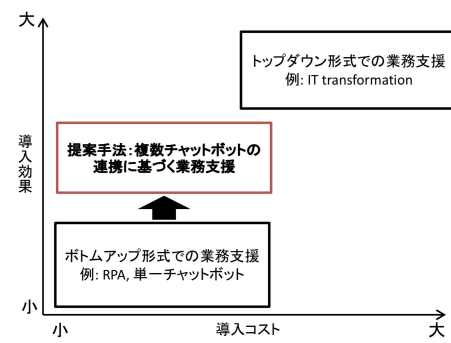 大
トップダウン形式での業務支援
例: IT transformation
提案手法:複数チャットボットの
連携に基づく業務支援
導入効果
ボトムアップ形式での業務支援
例: RPA, 単一チャットボット
小
小
導入コスト
大